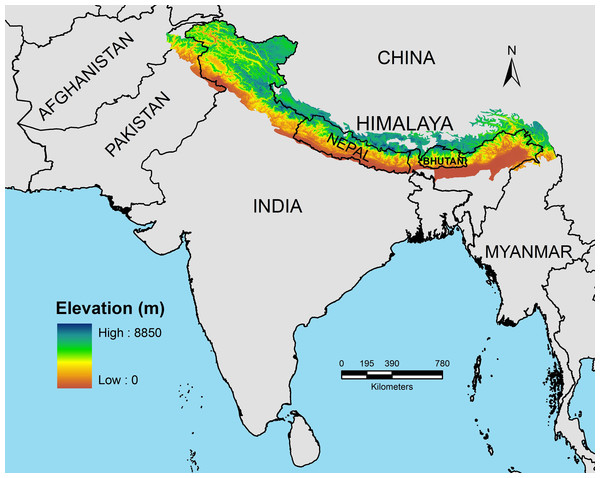 CHINA
N
AFGHANISTAN
PAKISTAN
HIMALAYA
NEPAL
BHUTAN
INDIA
MYANMAR
Elevation (m)
High : 8850
Low : 0
0 195 390 780
Kilometers